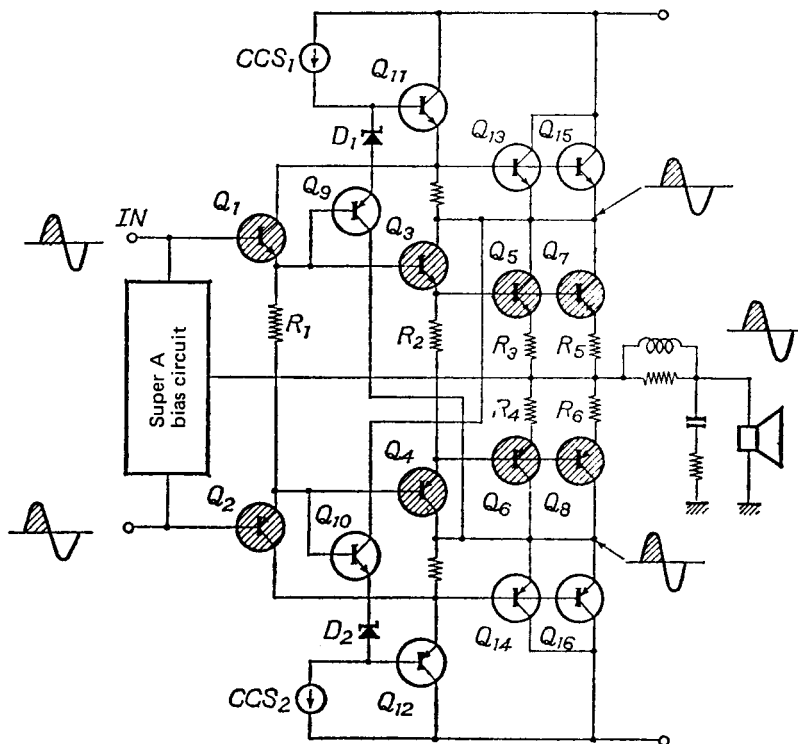 CCS1
Q11
D1
Q13
Q15
Q9
Q1
IN
Q3
Q5
Q7
R1
R2
R3
R5
Super A
bias circuit
R4
R6
Q4
Q2
Q10
Q6
Q8
D2
Q14
Q16
CCS2
Q12